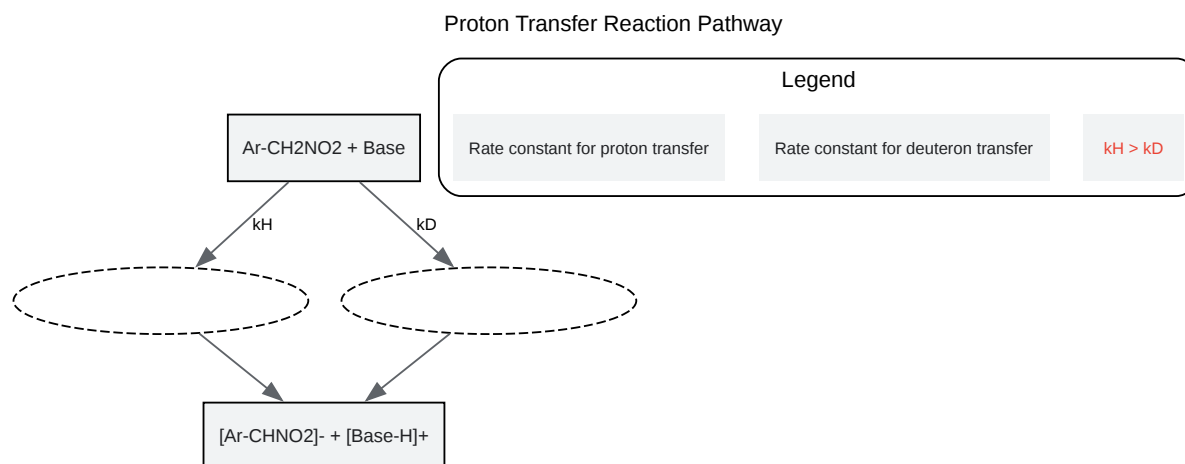 Proton Transfer Reaction Pathway
Legend
Ar-CH2NO2 + Base
Rate constant for proton transfer
Rate constant for deuteron transfer
kH > kD
kH
kD
[Ar-CHNO2]- + [Base-H]+